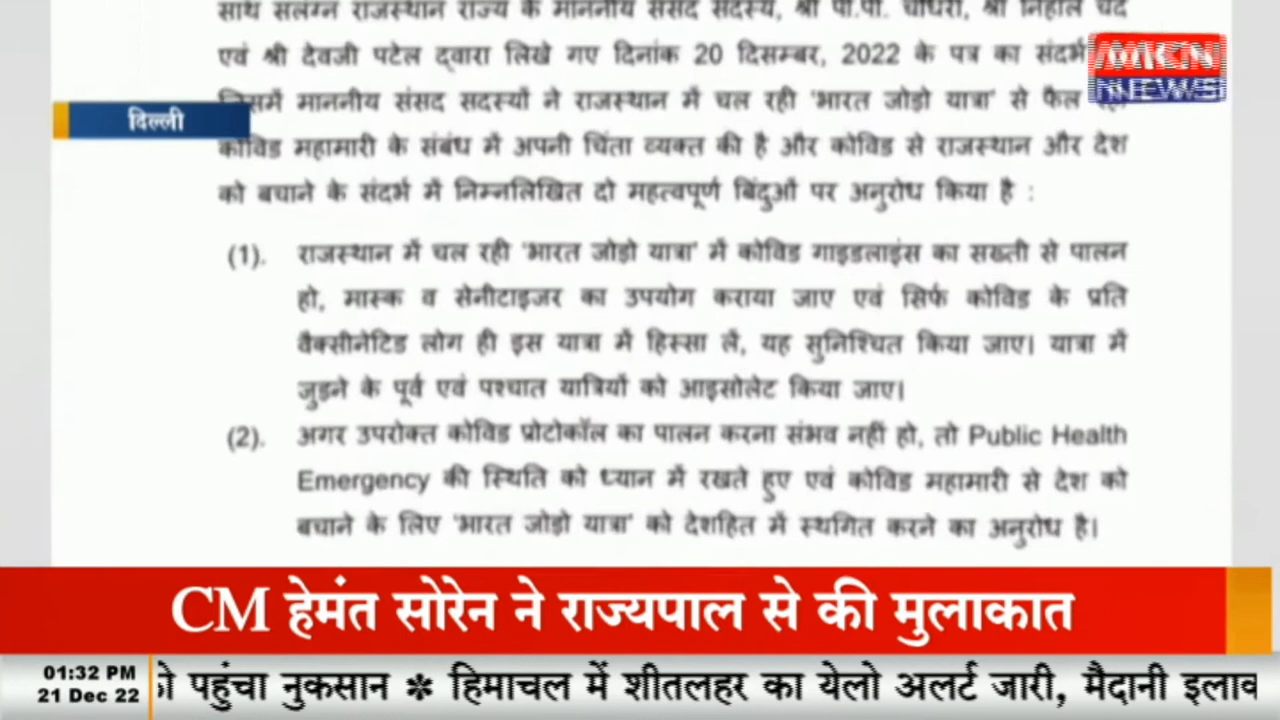 साथ संलग्न राजस्थान राज्य के माननीय संसद सदस्य, श्री पी.पी. चौधरी, श्री निहाल चंद
एवं श्री देवजी पटेल द्वारा लिखे गए दिनांक 20 दिसम्बर, 2022 के पत्र का संदर्भ
जिसमें माननीय संसद सदस्यों ने राजस्थान में चल रही 'भारत जोड़ो यात्रा' से फैल रही
कोविड महामारी के संबंध में अपनी चिंता व्यक्त की है और कोविड से राजस्थान और देश
को बचाने के संदर्भ में निम्नलिखित दो महत्वपूर्ण बिंदुओं पर अनुरोध किया है :
(1). राजस्थान में चल रही 'भारत जोड़ो यात्रा' में कोविड गाइडलाइंस का सख्ती से पालन
हो, मास्क व सेनीटाइजर का उपयोग कराया जाए एवं सिर्फ कोविड के प्रति
वैक्सीनेटिड लोग ही इस यात्रा में हिस्सा लें, यह सुनिश्चित किया जाए। यात्रा में
जुड़ने के पूर्व एवं पश्चात यात्रियों को आइसोलेट किया जाए।
(2). अगर उपरोक्त कोविड प्रोटोकॉल का पालन करना संभव नहीं हो, तो Public Health
Emergency की स्थिति को ध्यान में रखते हुए एवं कोविड महामारी से देश को
बचाने के लिए 'भारत जोड़ो यात्रा' को देशहित में स्थगित करने का अनुरोध है।
MKN
NEWS
दिल्ली
CM हेमंत सोरेन ने राज्यपाल से की मुलाकात
01:32 PM
21 Dec 22
पहुंचा नुकसान * हिमाचल में शीतलहर का येलो अलर्ट जारी, मैदानी